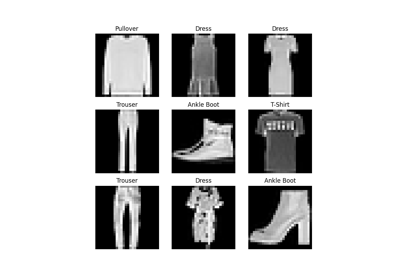 Pullover
Dress
Dress
Trouser
Ankle Boot
T-Shirt
Trouser
Dress
Ankle Boot